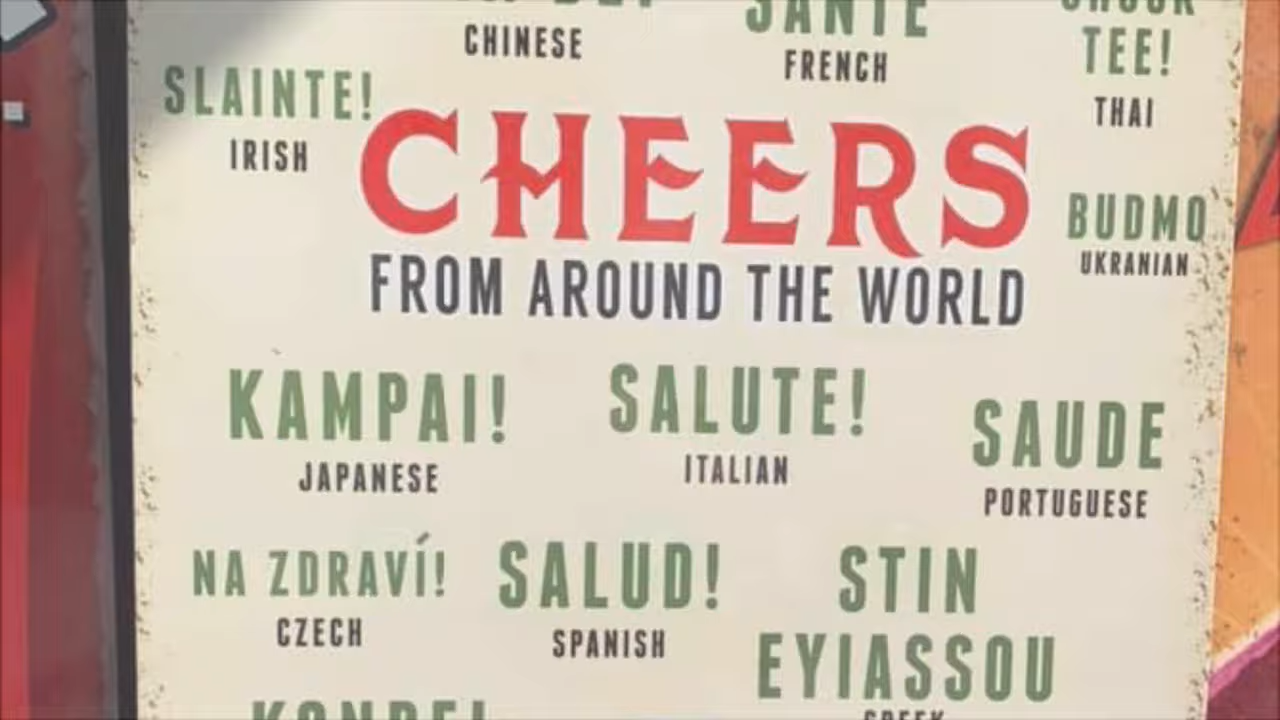 CHINESE
SANTE
FRENCH
TEE!
THAI
SLAINTE!
IRISH
CHEERS
FROM AROUND THE WORLD
BUDMO
UKRANIAN
KAMPAI!
JAPANESE
SALUTE!
ITALIAN
SAUDE
PORTUGUESE
NA ZDRAVÍ!
CZECH
SALUD!
SPANISH
STIN
EYIASSOU
GREEK